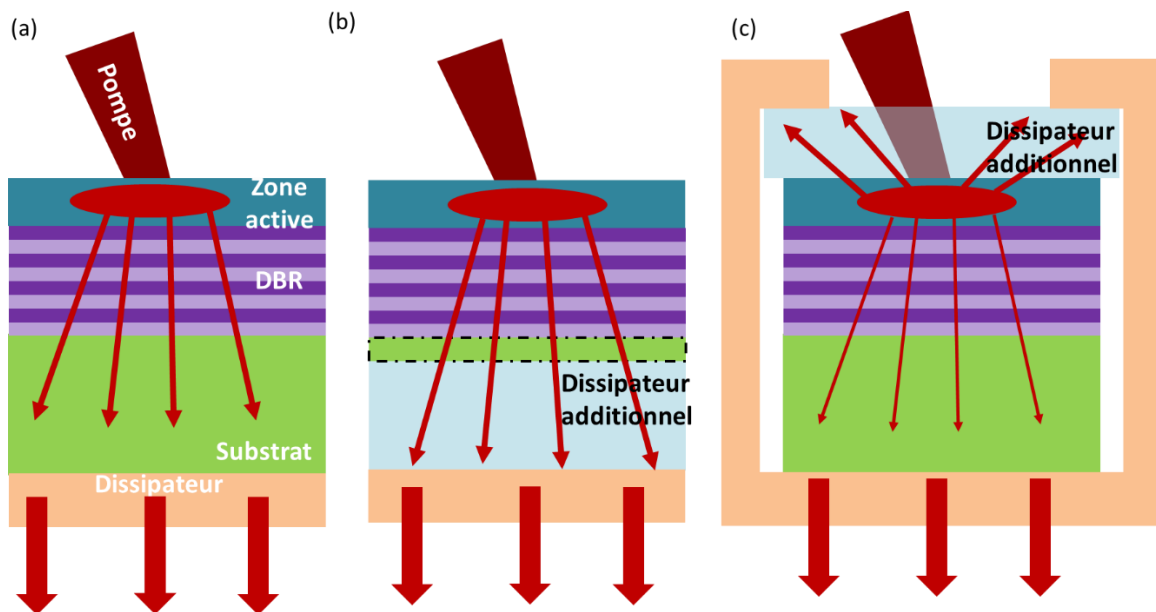 (a)
Pompe
Zone
active
DBR
Substrat
Dissipateur
(b)
Dissipateur
additionnel
(c)
Dissipateur
additionnel